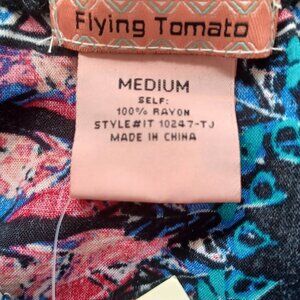 Flying Tomato
MEDIUM
SELF:
100% RAYON
STYLE#IT 10247-TJ
MADE IN CHINA